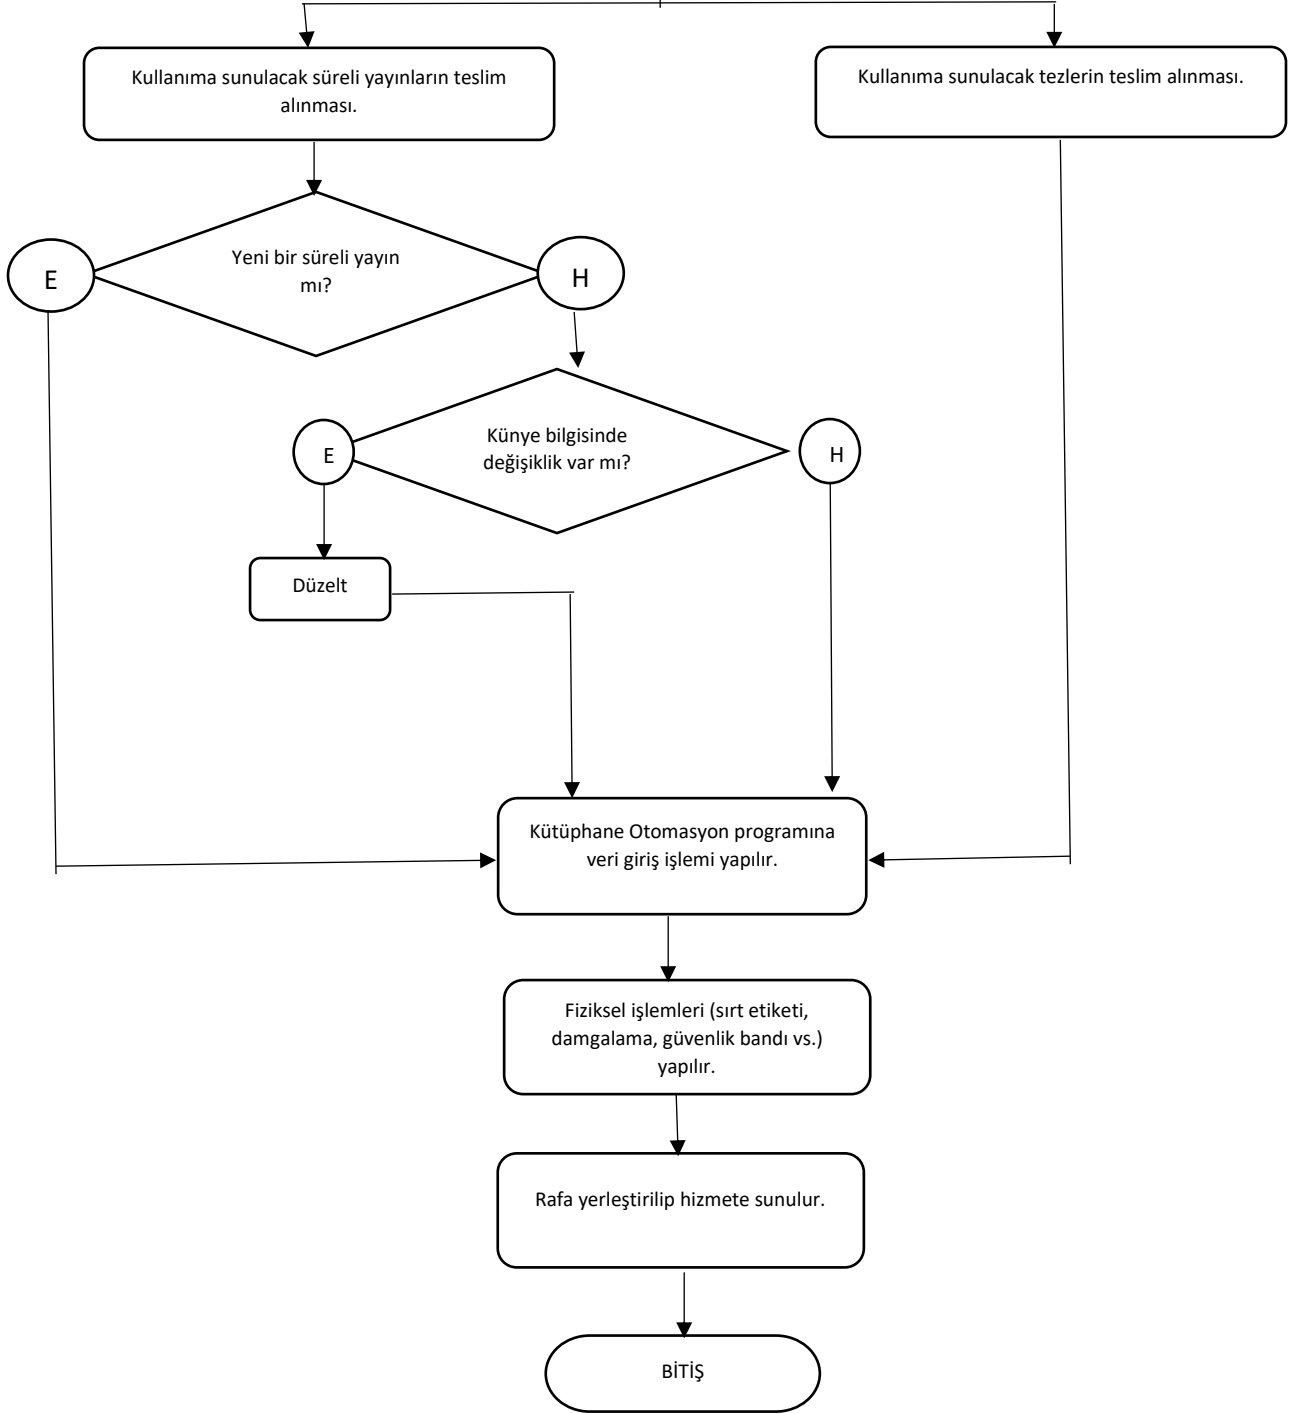 Kullanıma sunulacak süreli yayınların teslim
alınması.
Kullanıma sunulacak tezlerin teslim alınması.
Yeni bir süreli yayın
mı?
E
H
Künye bilgisinde
değişiklik var mı?
E
H
Düzelt
Kütüphane Otomasyon programına
veri giriş işlemi yapılır.
Fiziksel işlemleri (sırt etiketi,
damgalama, güvenlik bandı vs.)
yapılır.
Rafa yerleştirilip hizmete sunulur.
BİTİŞ